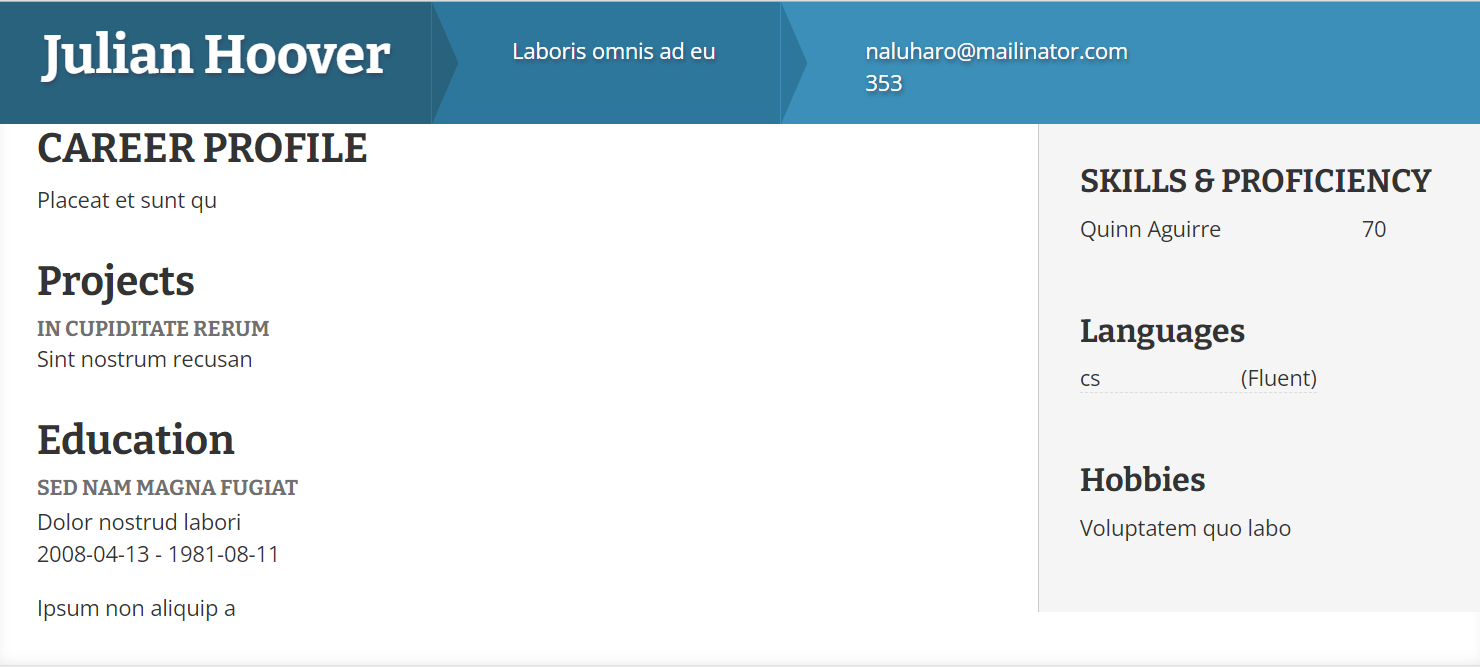 Julian Hoover
Laboris omnis ad eu
naluharo@mailinator.com
353
CAREER PROFILE
Placeat et sunt qu
Projects
IN CUPIDITATE RERUM
Sint nostrum recusan
Education
SED NAM MAGNA FUGIAT
Dolor nostrud labori
2008-04-13 - 1981-08-11
Ipsum non aliquip a
SKILLS & PROFICIENCY
Quinn Aguirre 70
Languages
cs (Fluent)
Hobbies
Voluptatem quo labo